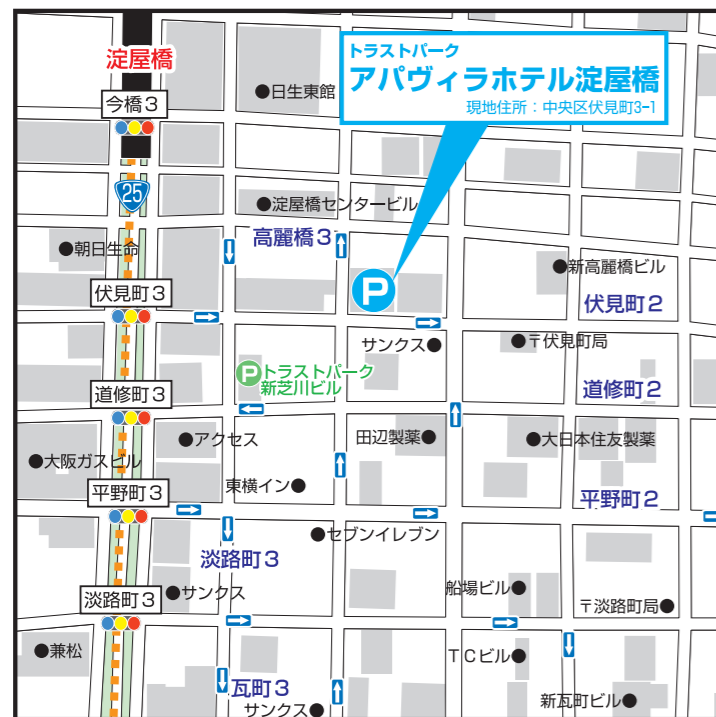 淀屋橋
トラストパーク
アパヴィラホテル淀屋橋
現地住所：中央区伏見町3-1
日生東館
今橋3
25
淀屋橋センタービル
高麗橋3
朝日生命
新高麗橋ビル
伏見町3
P
伏見町2
サンクス
〒伏見町局
P
トラストパーク
新芝川ビル
道修町3
道修町2
アクセス
田辺製薬
大日本住友製薬
大阪ガスビル
東横イン
平野町3
平野町2
セブンイレブン
淡路町3
淡路町3
サンクス
船場ビル
〒淡路町局
兼松
TCビル
瓦町3
サンクス
新瓦町ビル